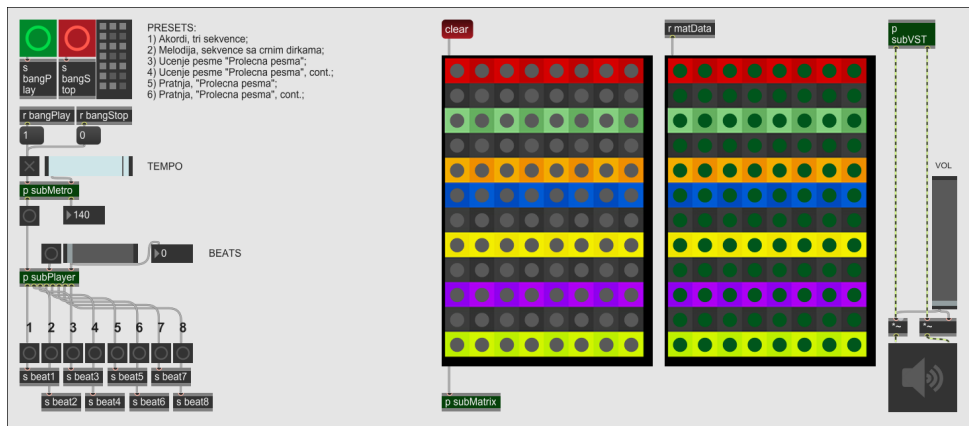 s
bangP
lay
s
bangS
top
PRESETS:
1) Akordi, tri sekvence;
2) Melodija, sekvence sa crnim dirkama;
3) Ucenje pesme "Prolecna pesma";
4) Ucenje pesme "Prolecna pesma", cont.;
5) Pratnja, "Prolecna pesma";
6) Pratnja, "Prolecna pesma", cont.;
r bangPlay
r bangStop
1
0
TEMPO
p subMetro
140
0
BEATS
p subPlayer
1 2 3 4 5 6 7 8
s beat1
s beat3
s beat5
s beat7
s beat2
s beat4
s beat6
s beat8
clear
p subMatrix
r matData
p
subVST
VOL
*~
*~